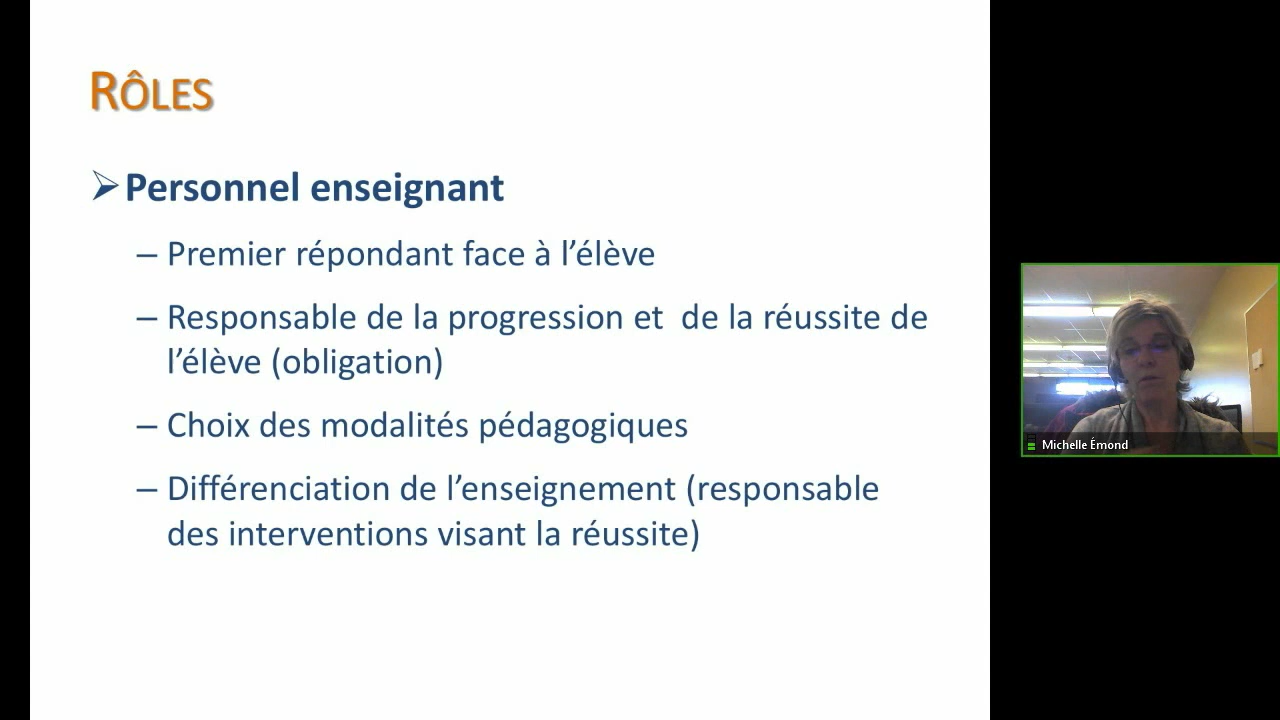 RÔLES
➢Personnel enseignant
– Premier répondant face à l’élève
– Responsable de la progression et  de la réussite de
l’élève (obligation)
– Choix des modalités pédagogiques
– Différenciation de l’enseignement (responsable
des interventions visant la réussite)
Michelle Émond